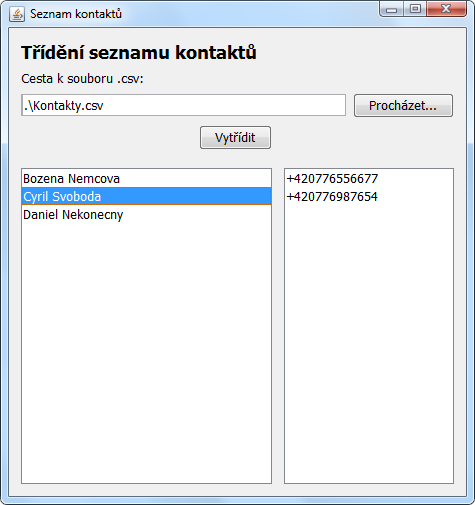 Seznam kontaktů
Třídění seznamu kontaktů
Cesta k souboru .csv:
.\Kontakty.csv
Procházet...
Vytřídit
Bozena Nemcova
Cyril Svoboda
Daniel Nekonecny
+420776556677
+420776987654